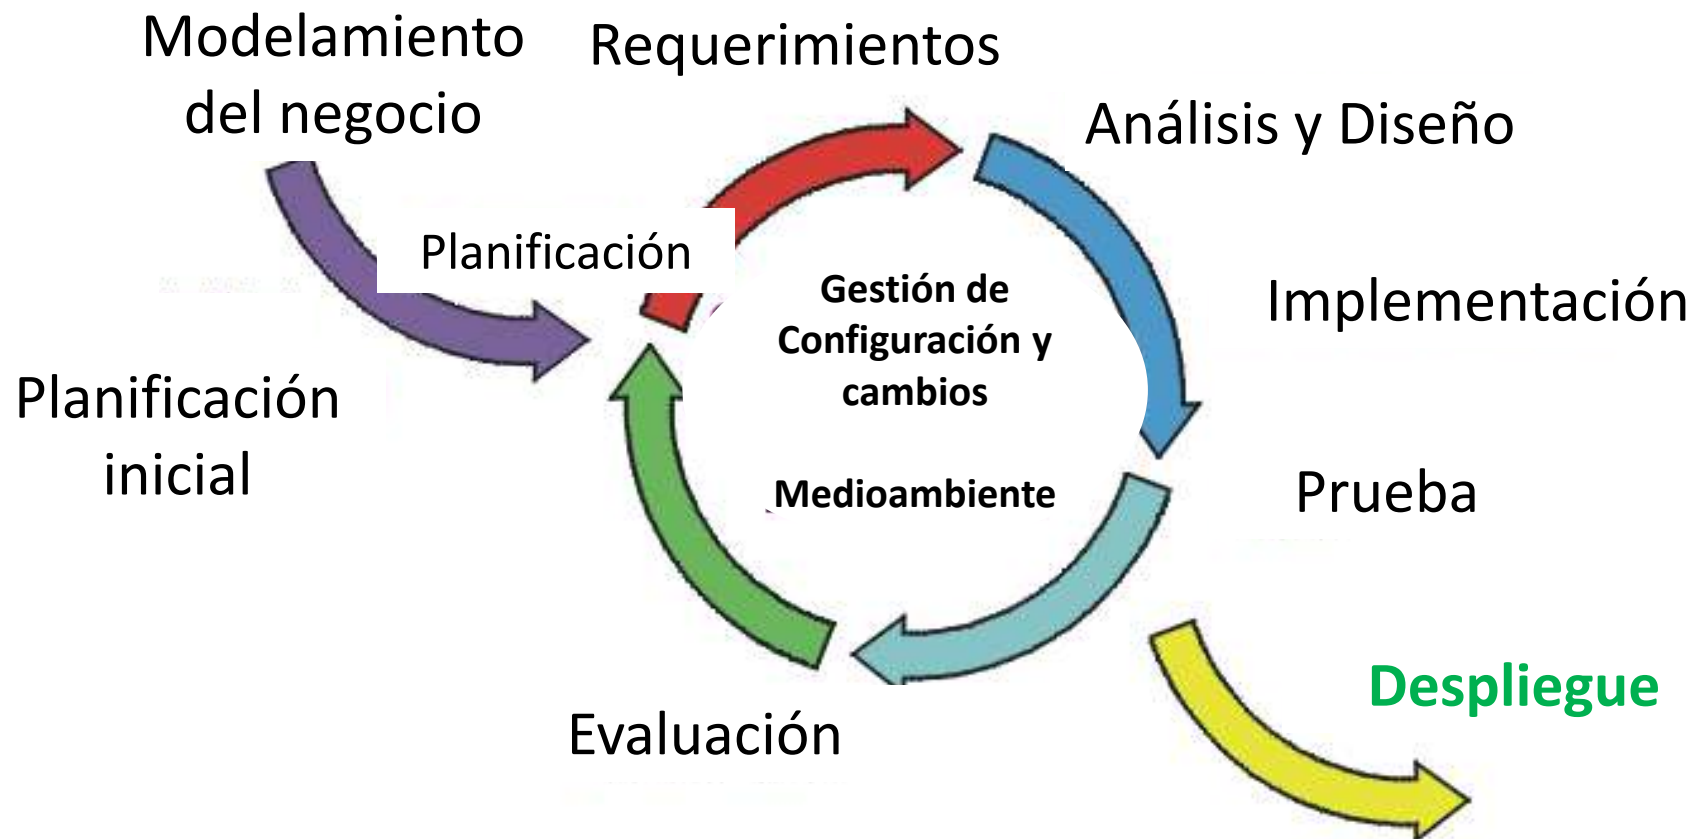 Modelamiento
del negocio
Requerimientos
Análisis y Diseño
Planificación
Implementación
Gestión de
Configuración y
cambios
Planificación
inicial
Medioambiente
Prueba
Despliegue
Evaluación